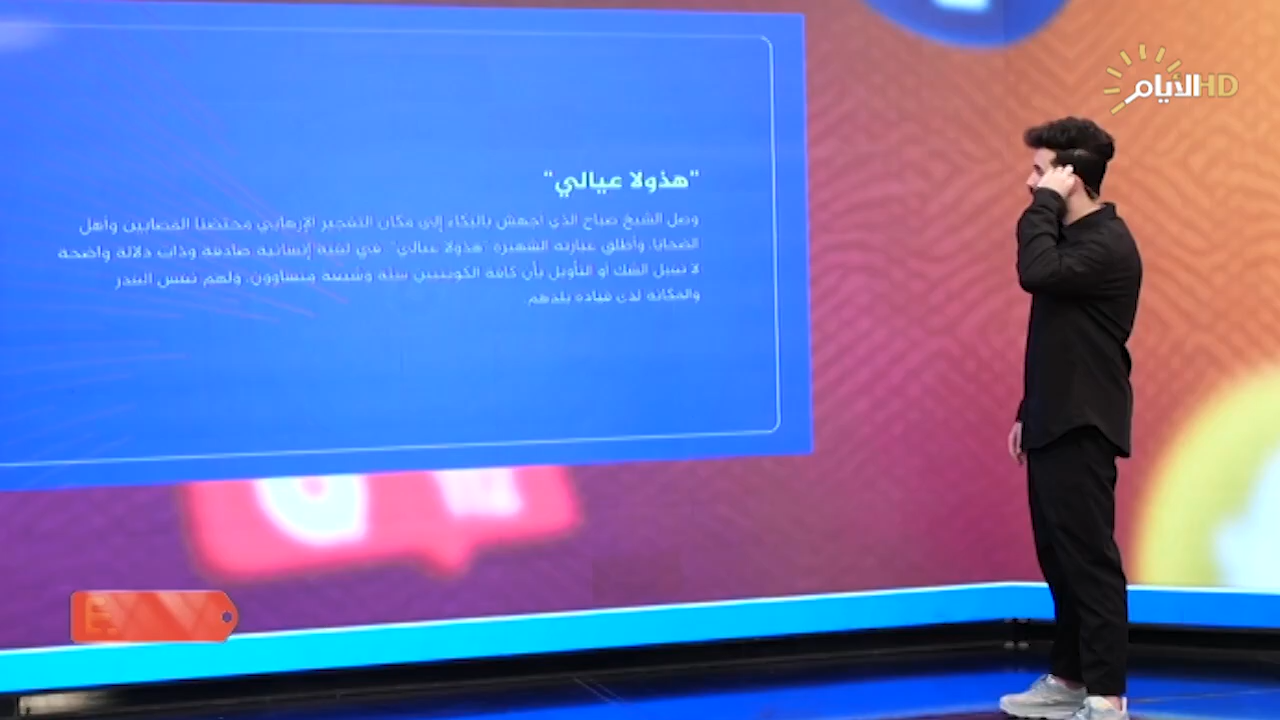 الأيام HD
"هذولا عيالي"
وصل الشيخ صباح الذي أجهش بالبكاء إلى مكان التفجير الإرهابي محتضنا المصابين وأهل
الضحايا، وأطلق عبارته الشهيرة "هذولا عيالي" في لفتة إنسانية صادقة وذات دلالة واضحة
لا تقبل الشك أو التأويل بأن كافة الكويتيين سنة وشيعة متساوون، ولهم نفس القدر
والمكانة لدى قيادة بلدهم